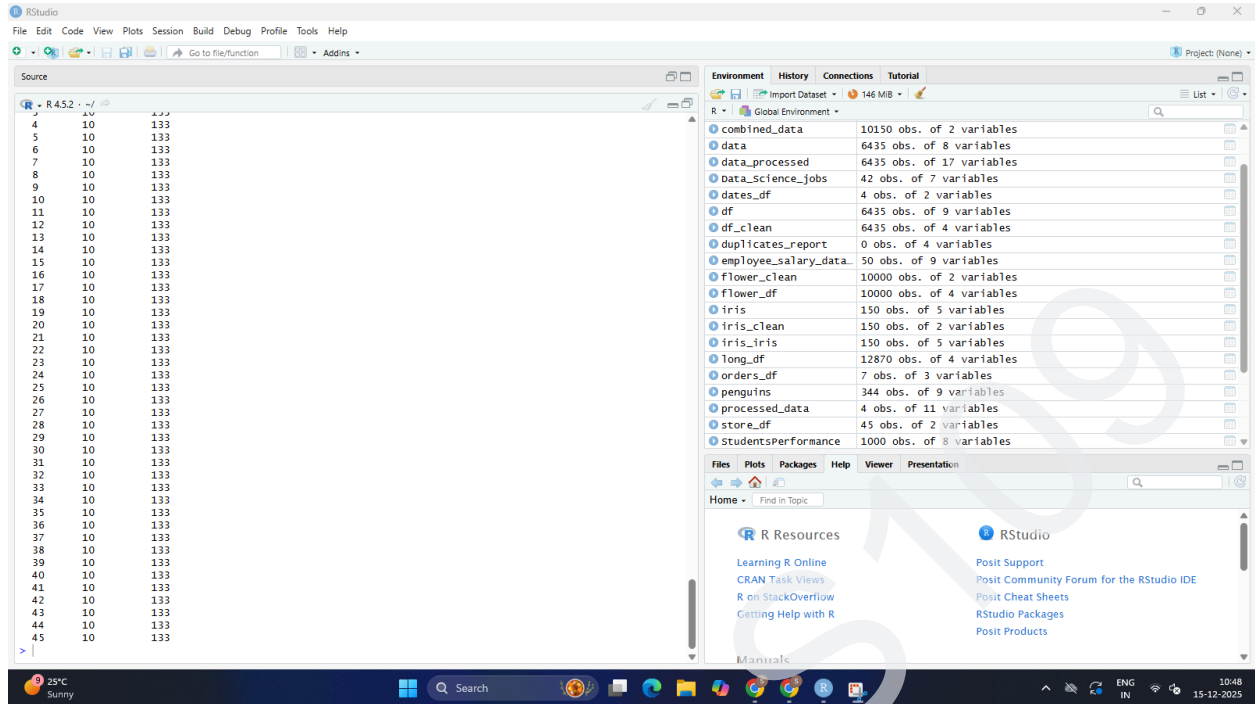 RStudio
File Edit Code View Plots Session Build Debug Profile Tools Help
Go to file/function Addins Project: (None)
Source
R 4.5.2 · ~/
3 10 133
4 10 133
5 10 133
6 10 133
7 10 133
8 10 133
9 10 133
10 10 133
11 10 133
12 10 133
13 10 133
14 10 133
15 10 133
16 10 133
17 10 133
18 10 133
19 10 133
20 10 133
21 10 133
22 10 133
23 10 133
24 10 133
25 10 133
26 10 133
27 10 133
28 10 133
29 10 133
30 10 133
31 10 133
32 10 133
33 10 133
34 10 133
35 10 133
36 10 133
37 10 133
38 10 133
39 10 133
40 10 133
41 10 133
42 10 133
43 10 133
44 10 133
45 10 133
>
Environment History Connections Tutorial
Import Dataset 146 MiB List
R Global Environment
combined_data 10150 obs. of 2 variables
data 6435 obs. of 8 variables
data_processed 6435 obs. of 17 variables
Data_Science_jobs 42 obs. of 7 variables
dates_df 4 obs. of 2 variables
df 6435 obs. of 9 variables
df_clean 6435 obs. of 4 variables
duplicates_report 0 obs. of 4 variables
employee_salary_data… 50 obs. of 9 variables
flower_clean 10000 obs. of 2 variables
flower_df 10000 obs. of 4 variables
iris 150 obs. of 5 variables
iris_clean 150 obs. of 2 variables
iris_iris 150 obs. of 5 variables
long_df 12870 obs. of 4 variables
orders_df 7 obs. of 3 variables
penguins 344 obs. of 9 variables
processed_data 4 obs. of 11 variables
store_df 45 obs. of 2 variables
StudentsPerformance 1000 obs. of 8 variables
Files Plots Packages Help Viewer Presentation
Home Find in Topic
R Resources
Learning R Online
CRAN Task Views
R on StackOverflow
Getting Help with R
Manuals
RStudio
Posit Support
Posit Community Forum for the RStudio IDE
Posit Cheat Sheets
RStudio Packages
Posit Products
S109
9
25°C
Sunny
Search
ENG
IN
10:48
15-12-2025